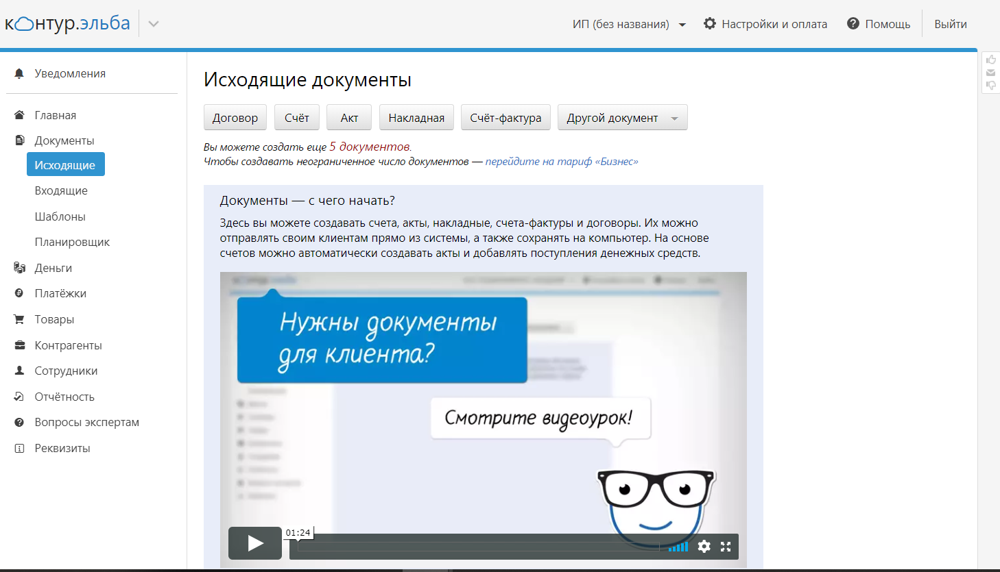 контур.эльба
ИП (без названия)
Настройки и оплата
Помощь
Выйти
Уведомления
Главная
Документы
Исходящие
Входящие
Шаблоны
Планировщик
Деньги
Платёжки
Товары
Контрагенты
Сотрудники
Отчётность
Вопросы экспертам
Реквизиты
Исходящие документы
Договор
Счёт
Акт
Накладная
Счёт-фактура
Другой документ
Вы можете создать еще 5 документов.
Чтобы создавать неограниченное число документов — перейдите на тариф «Бизнес»
Документы — с чего начать?
Здесь вы можете создавать счета, акты, накладные, счета-фактуры и договоры. Их можно
отправлять своим клиентам прямо из системы, а также сохранять на компьютер. На основе
счетов можно автоматически создавать акты и добавлять поступления денежных средств.
Нужны документы
для клиента?
Смотрите видеоурок!
01:24